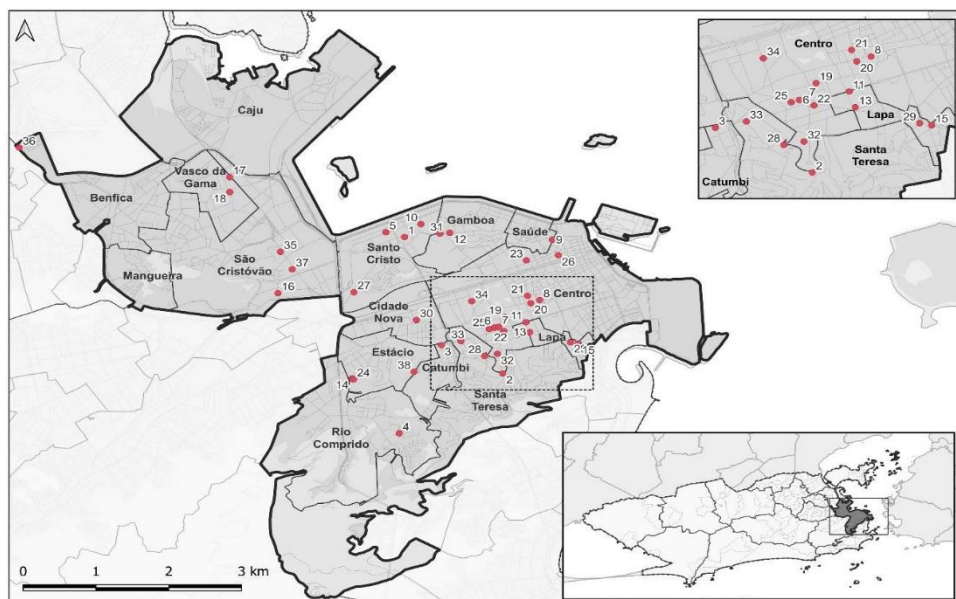 Caju
36
Vasco da
Gama
17
18
Benfica
Mangueira
São
Cristóvão
35
37
16
5
10
1
31
12
Gamboa
Santo
Cristo
Saúde
9
23
26
27
Cidade
Nova
30
34
21
8
Centro
20
19
11
25
6
7
22
13
Lapa
29
15
33
3
28
32
2
Estácio
Catumbi
38
24
14
Santa
Teresa
Rio
Comprido
4
0 1 2 3 km
Centro
34
21
8
20
19
11
7
25
6
22
13
Lapa
29
15
3
33
28
32
2
Santa
Teresa
Catumbi